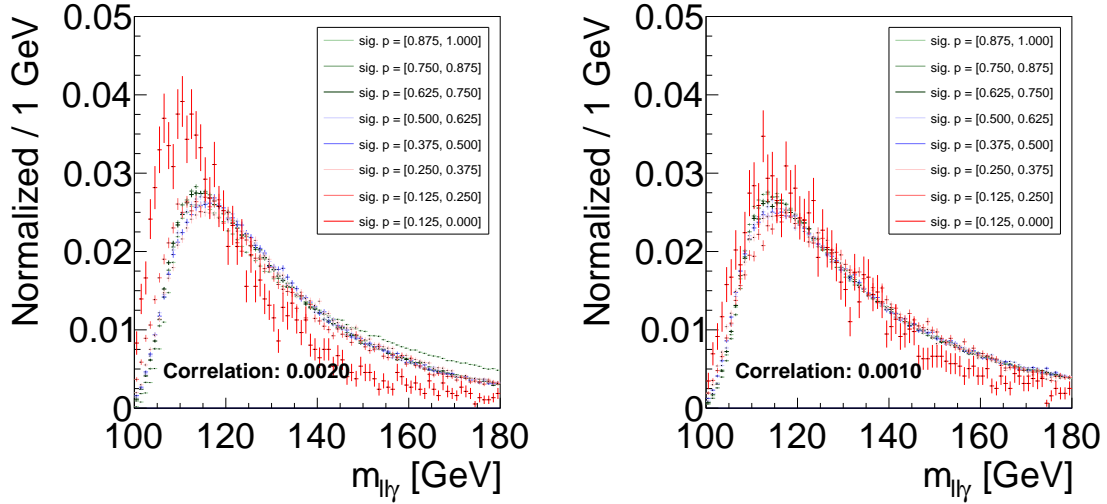 Normalized / 1 GeV
0.05
0.04
0.03
0.02
0.01
0
sig. p = [0.875, 1.000]
sig. p = [0.750, 0.875]
sig. p = [0.625, 0.750]
sig. p = [0.500, 0.625]
sig. p = [0.375, 0.500]
sig. p = [0.250, 0.375]
sig. p = [0.125, 0.250]
sig. p = [0.125, 0.000]
Correlation: 0.0020
100 120 140 160 180
m_{llγ} [GeV]
Normalized / 1 GeV
0.05
0.04
0.03
0.02
0.01
0
sig. p = [0.875, 1.000]
sig. p = [0.750, 0.875]
sig. p = [0.625, 0.750]
sig. p = [0.500, 0.625]
sig. p = [0.375, 0.500]
sig. p = [0.250, 0.375]
sig. p = [0.125, 0.250]
sig. p = [0.125, 0.000]
Correlation: 0.0010
100 120 140 160 180
m_{llγ} [GeV]